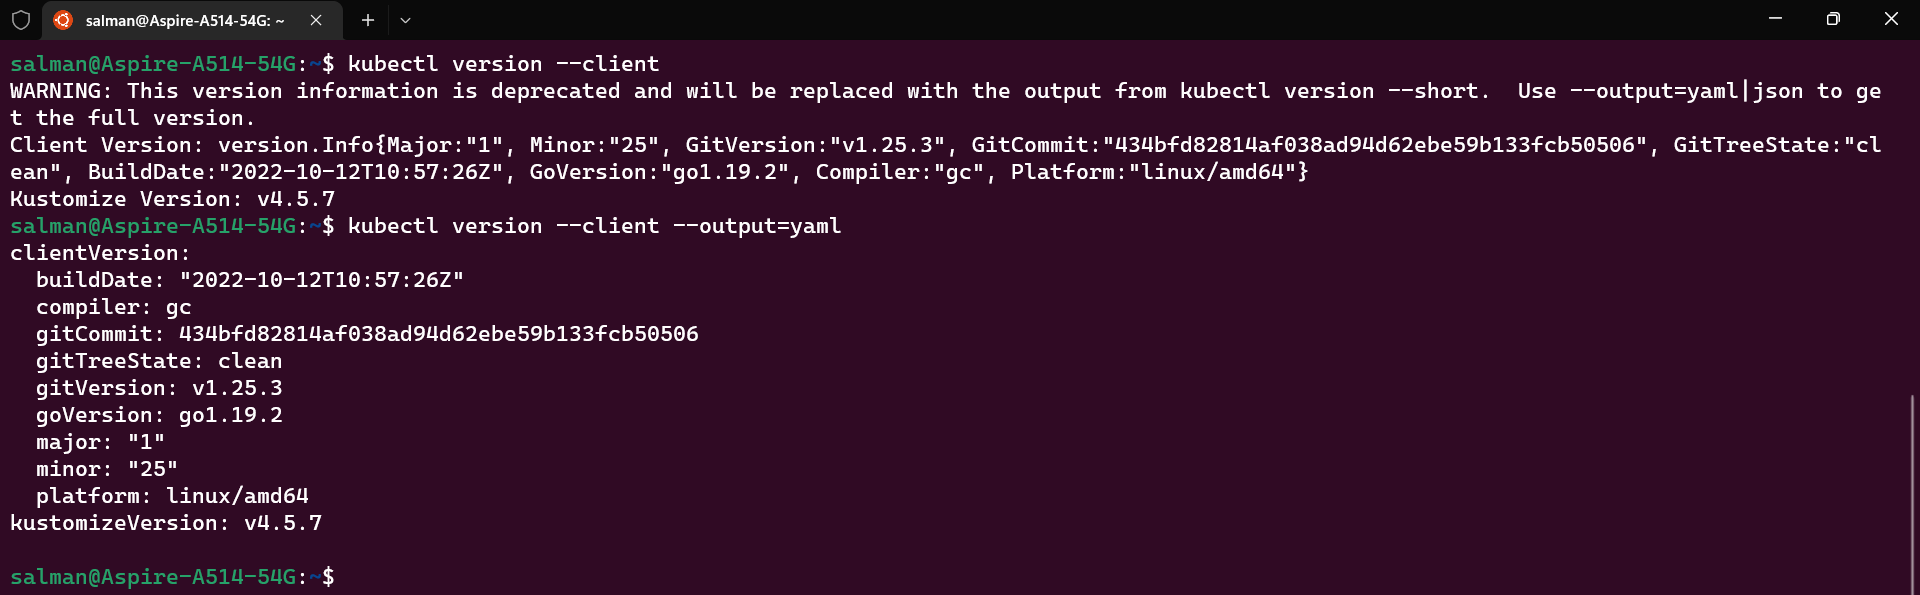 salman@Aspire-A514-54G: ~
salman@Aspire-A514-54G:~$ kubectl version --client
WARNING: This version information is deprecated and will be replaced with the output from kubectl version --short.  Use --output=yaml|json to ge
t the full version.
Client Version: version.Info{Major:"1", Minor:"25", GitVersion:"v1.25.3", GitCommit:"434bfd82814af038ad94d62ebe59b133fcb50506", GitTreeState:"cl
ean", BuildDate:"2022-10-12T10:57:26Z", GoVersion:"go1.19.2", Compiler:"gc", Platform:"linux/amd64"}
Kustomize Version: v4.5.7
salman@Aspire-A514-54G:~$ kubectl version --client --output=yaml
clientVersion:
  buildDate: "2022-10-12T10:57:26Z"
  compiler: gc
  gitCommit: 434bfd82814af038ad94d62ebe59b133fcb50506
  gitTreeState: clean
  gitVersion: v1.25.3
  goVersion: go1.19.2
  major: "1"
  minor: "25"
  platform: linux/amd64
kustomizeVersion: v4.5.7

salman@Aspire-A514-54G:~$